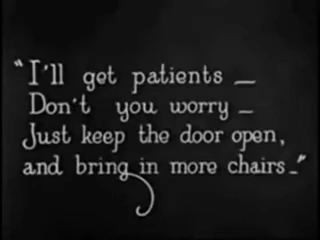 "I'll get patients —
Don't you worry —
Just keep the door open,
and bring in more chairs —"